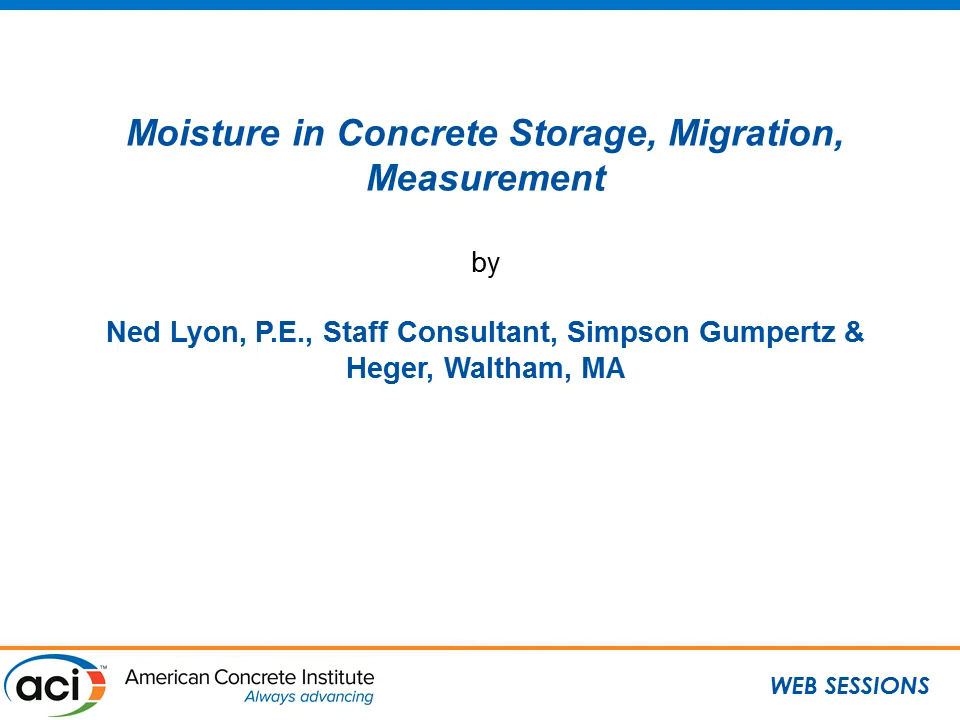 Moisture in Concrete Storage, Migration,
Measurement
by
Ned Lyon, P.E., Staff Consultant, Simpson Gumpertz &
Heger, Waltham, MA
aci™
American Concrete Institute
Always advancing
WEB SESSIONS